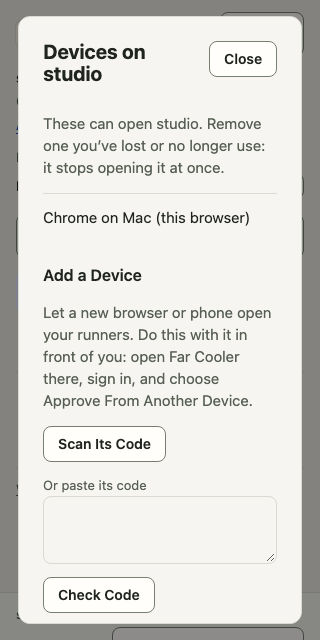 Devices on
studio
Close
These can open studio. Remove
one you’ve lost or no longer use:
it stops opening it at once.
Chrome on Mac (this browser)
Add a Device
Let a new browser or phone open
your runners. Do this with it in
front of you: open Far Cooler
there, sign in, and choose
Approve From Another Device.
Scan Its Code
Or paste its code
Check Code